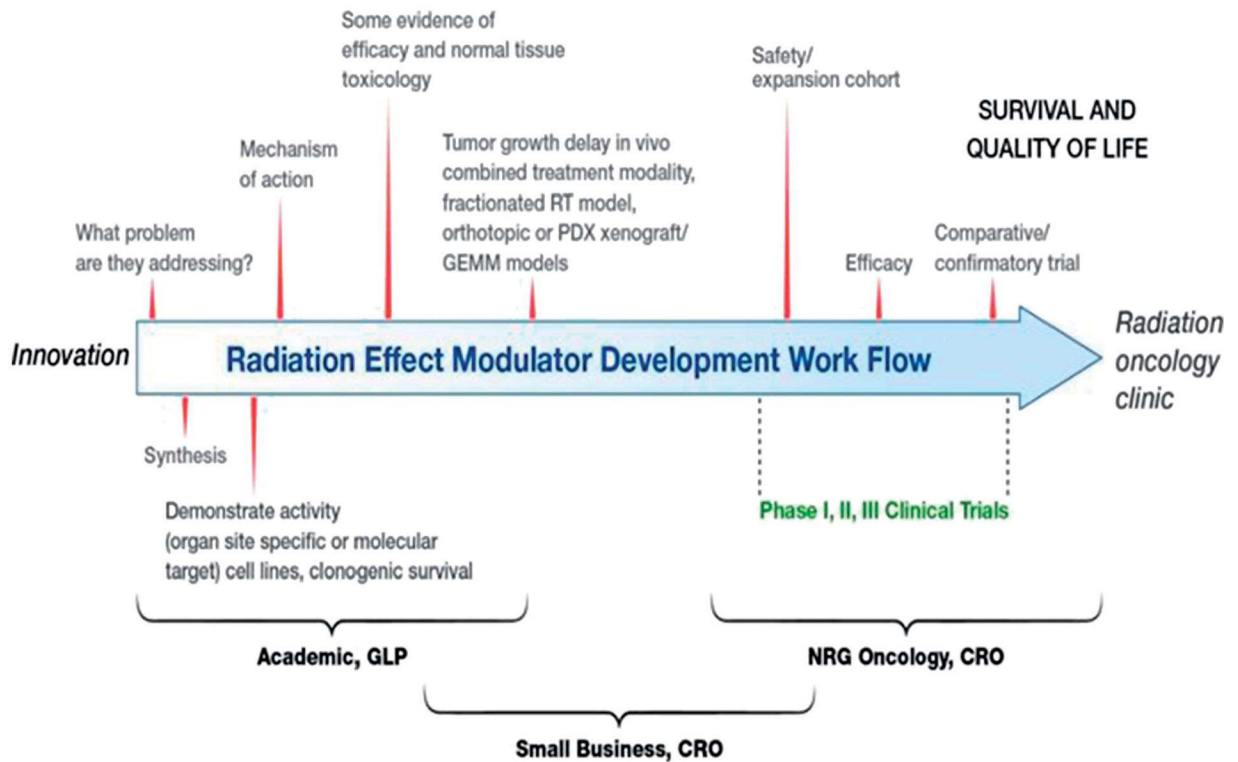 Some evidence of
efficacy and normal tissue
toxicology
Safety/
expansion cohort
SURVIVAL AND
QUALITY OF LIFE
Mechanism
of action
Tumor growth delay in vivo
combined treatment modality,
fractionated RT model,
orthotopic or PDX xenograft/
GEMM models
What problem
are they addressing?
Efficacy
Comparative/
confirmatory trial
Innovation
Radiation Effect Modulator Development Work Flow
Radiation
oncology
clinic
Synthesis
Demonstrate activity
(organ site specific or molecular
target) cell lines, clonogenic survival
Phase I, II, III Clinical Trials
Academic, GLP
NRG Oncology, CRO
Small Business, CRO